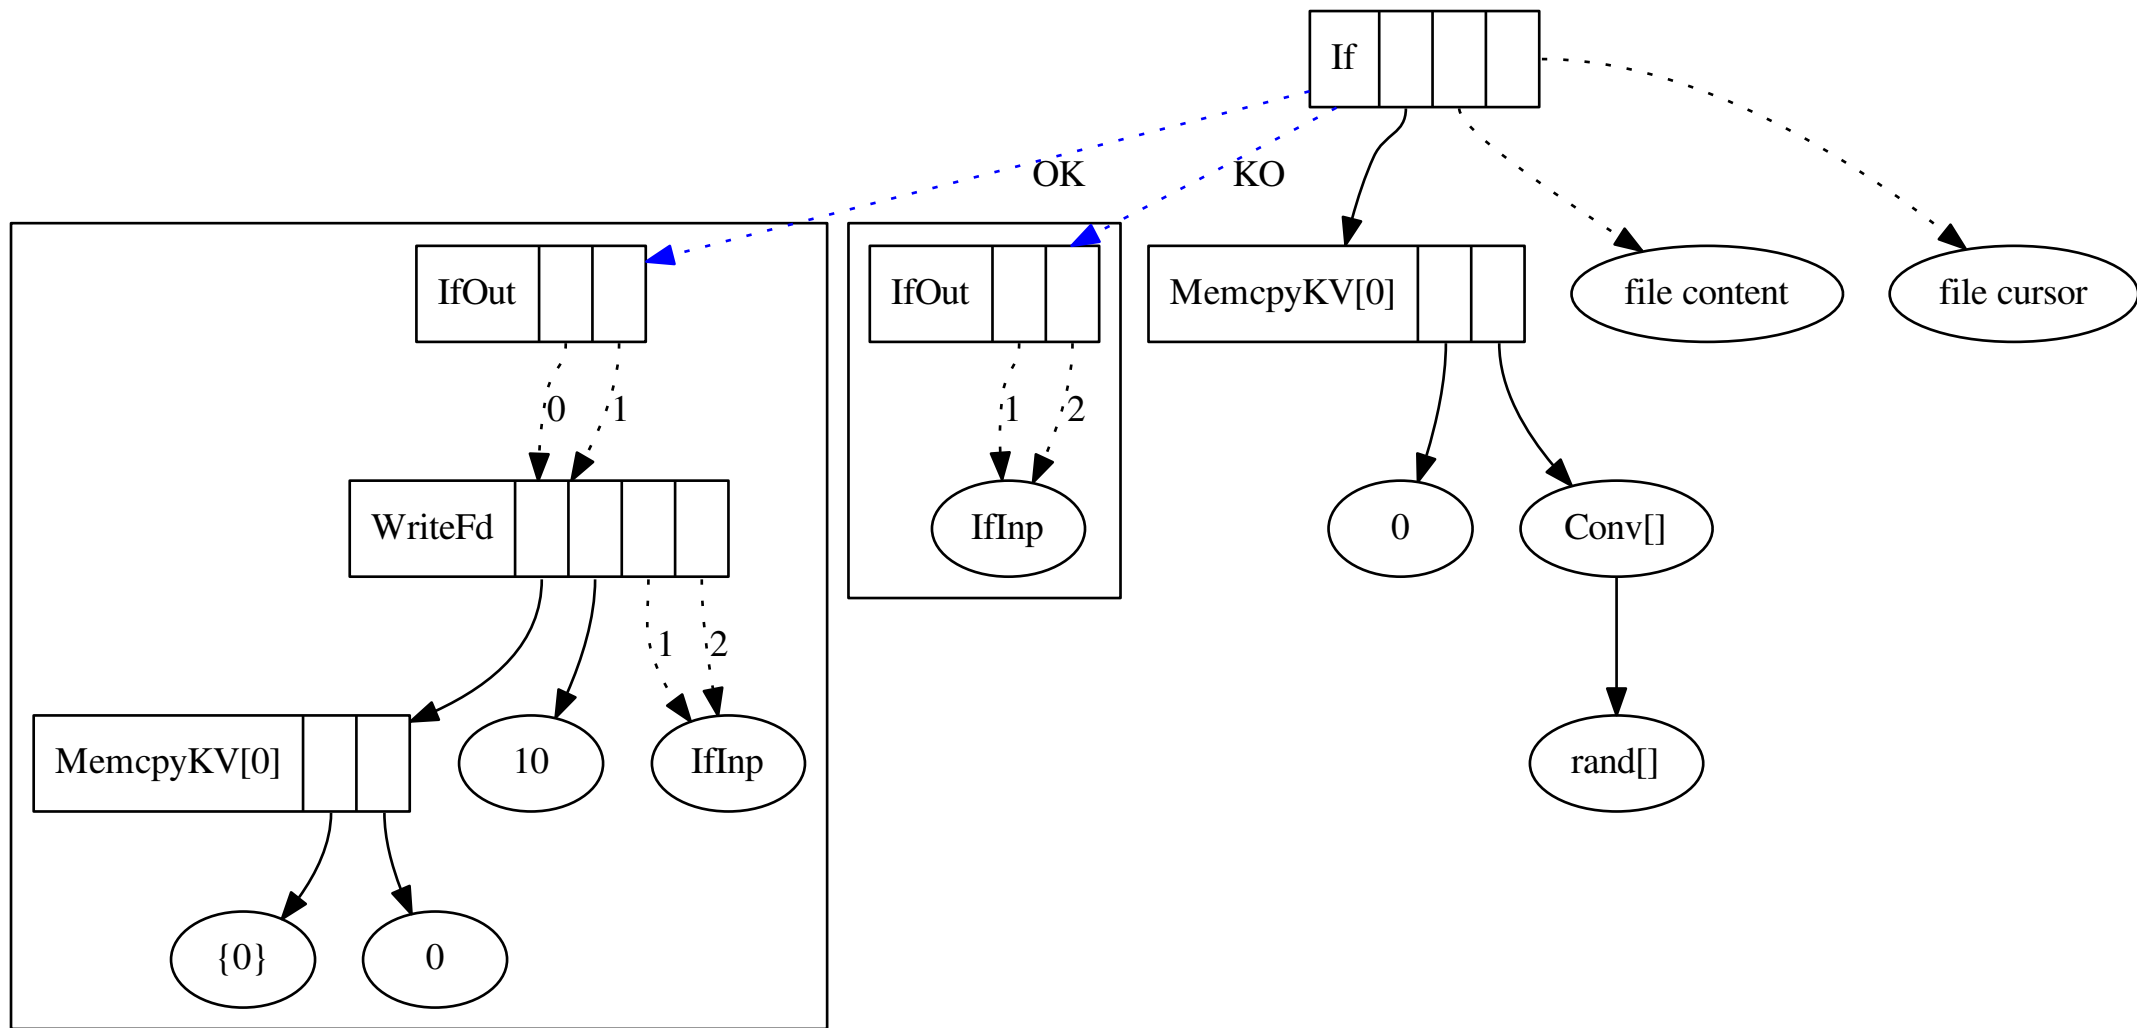 If
OK
KO
IfOut
IfOut
MemcpyKV[0]
file content
file cursor
0
1
1
2
WriteFd
IfInp
0
Conv[]
1
2
MemcpyKV[0]
10
IfInp
rand[]
{0}
0